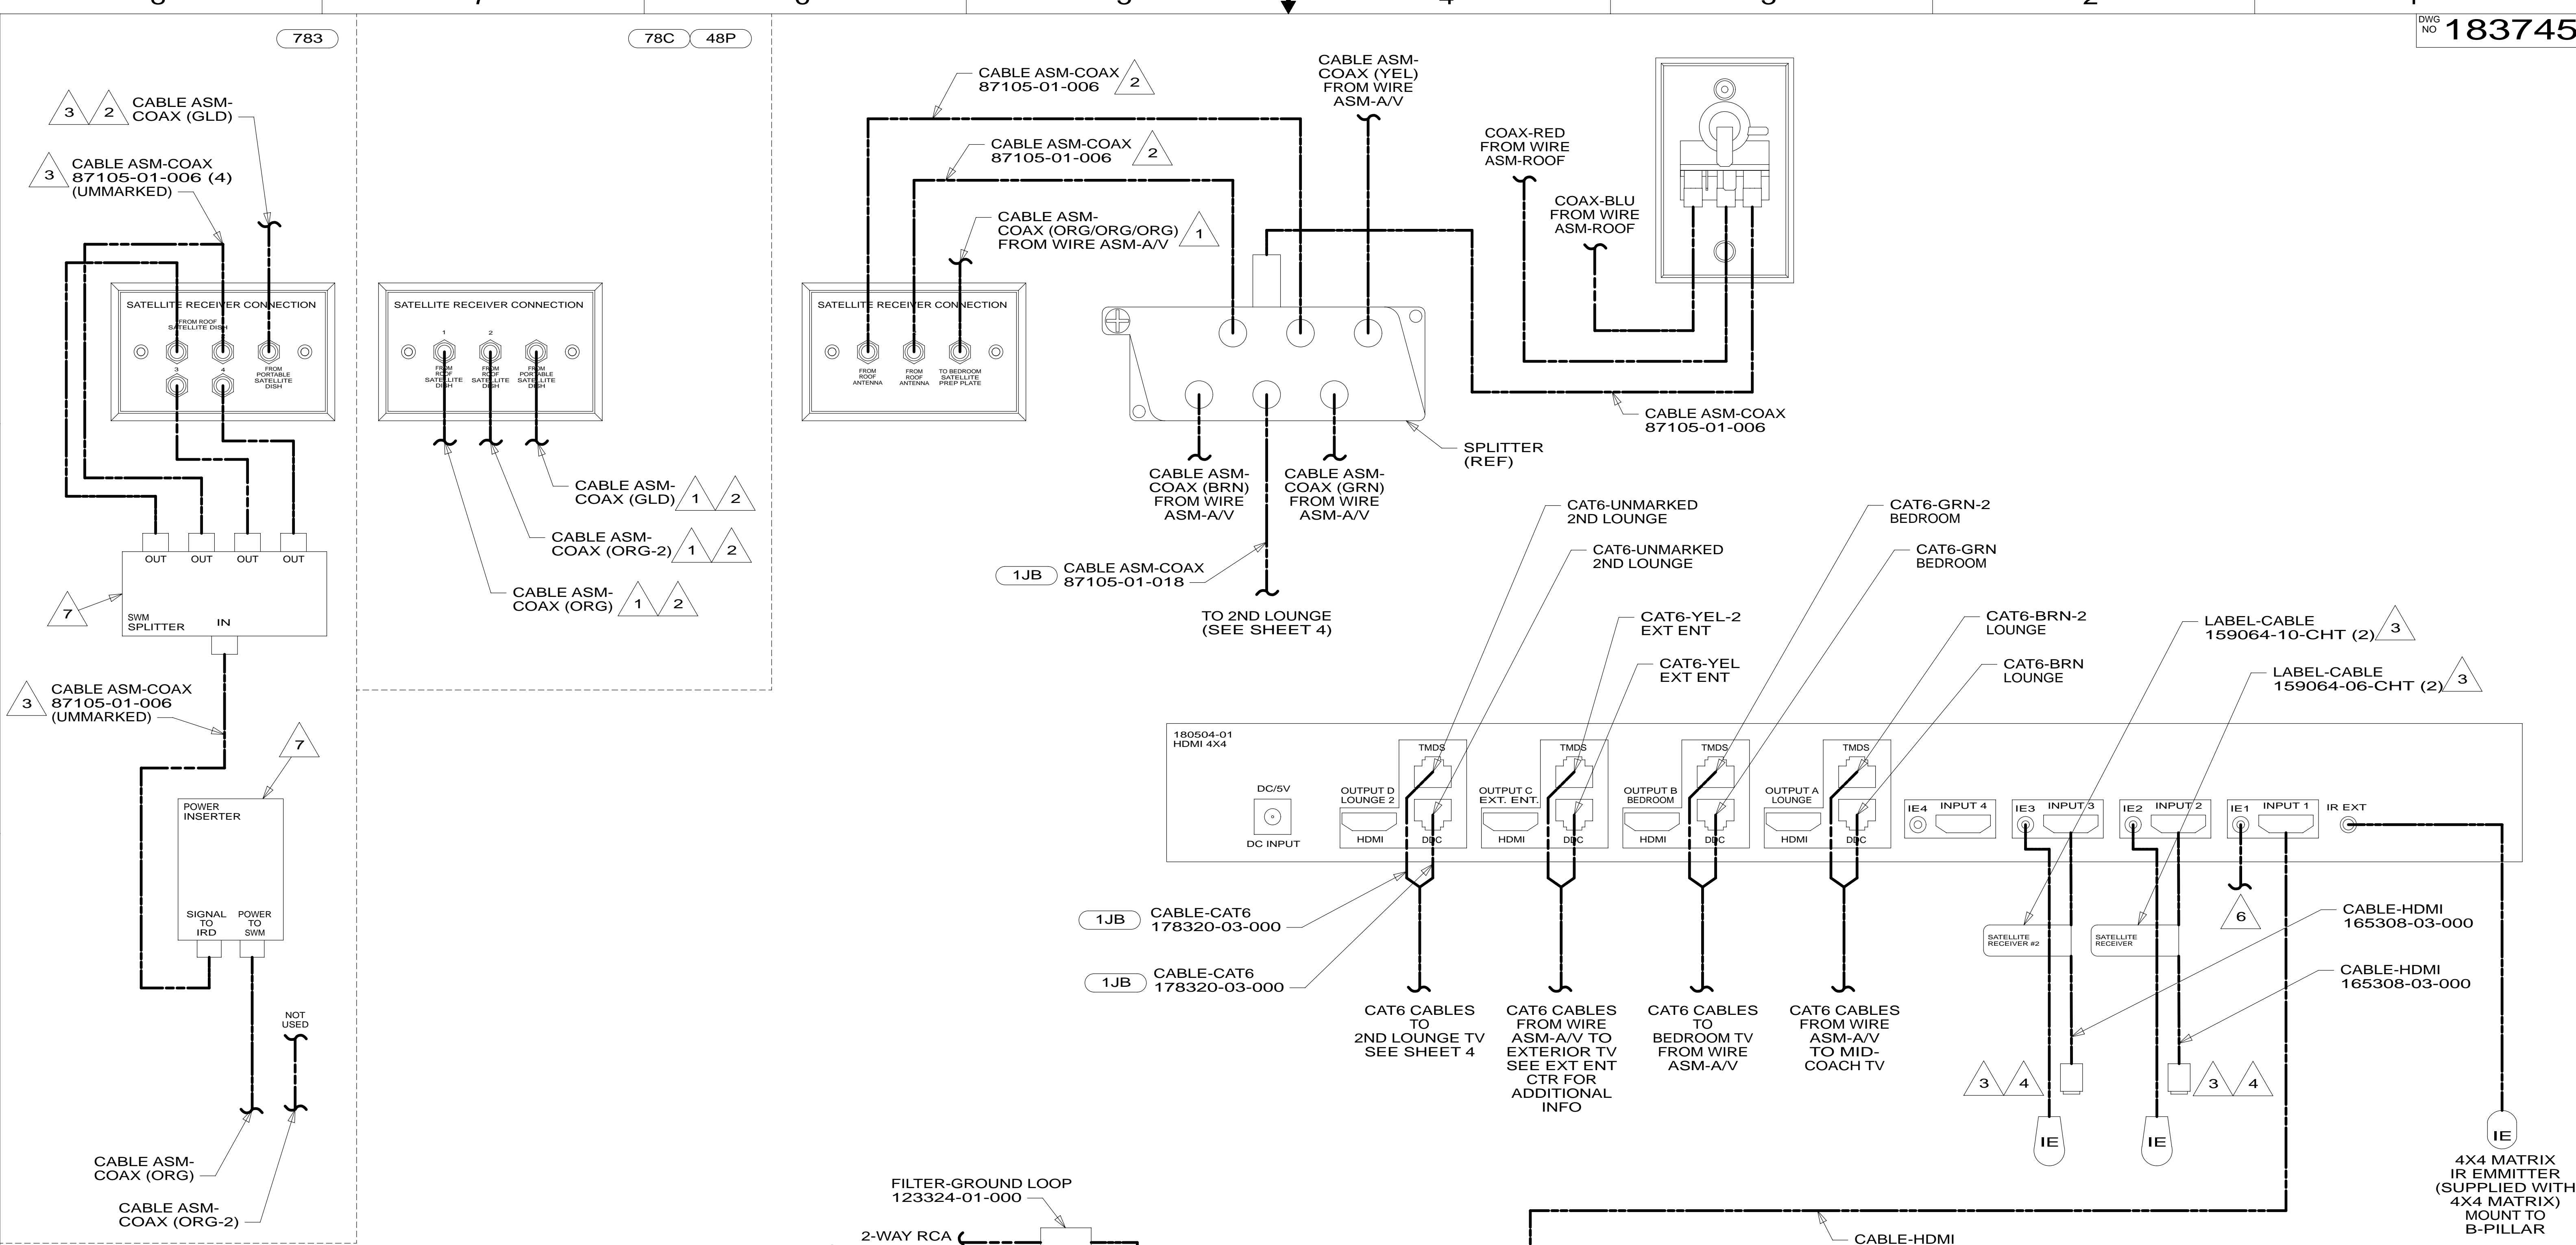 DWG
NO 183745
783
78C 48P
3 2 CABLE ASM-
COAX (GLD)
3 CABLE ASM-COAX
87105-01-006 (4)
(UMMARKED)
SATELLITE RECEIVER CONNECTION
FROM ROOF
SATELLITE DISH
3 4
FROM
PORTABLE
SATELLITE
DISH
OUT OUT OUT OUT
SWM
SPLITTER
IN
7
3 CABLE ASM-COAX
87105-01-006
(UMMARKED)
7
POWER
INSERTER
SIGNAL
TO
IRD
POWER
TO
SWM
NOT
USED
CABLE ASM-
COAX (ORG)
CABLE ASM-
COAX (ORG-2)
SATELLITE RECEIVER CONNECTION
1 2
FROM
ROOF
SATELLITE
DISH
FROM
ROOF
SATELLITE
DISH
FROM
PORTABLE
SATELLITE
DISH
CABLE ASM-
COAX (GLD) 1 2
CABLE ASM-
COAX (ORG-2) 1 2
CABLE ASM-
COAX (ORG) 1 2
CABLE ASM-COAX
87105-01-006 2
CABLE ASM-COAX
87105-01-006 2
CABLE ASM-
COAX (ORG/ORG/ORG)
FROM WIRE ASM-A/V 1
SATELLITE RECEIVER CONNECTION
FROM
ROOF
ANTENNA
FROM
ROOF
ANTENNA
TO BEDROOM
SATELLITE
PREP PLATE
CABLE ASM-
COAX (YEL)
FROM WIRE
ASM-A/V
COAX-RED
FROM WIRE
ASM-ROOF
COAX-BLU
FROM WIRE
ASM-ROOF
CABLE ASM-COAX
87105-01-006
SPLITTER
(REF)
CABLE ASM-
COAX (BRN)
FROM WIRE
ASM-A/V
CABLE ASM-
COAX (GRN)
FROM WIRE
ASM-A/V
1JB CABLE ASM-COAX
87105-01-018
TO 2ND LOUNGE
(SEE SHEET 4)
CAT6-UNMARKED
2ND LOUNGE
CAT6-UNMARKED
2ND LOUNGE
CAT6-YEL-2
EXT ENT
CAT6-YEL
EXT ENT
CAT6-GRN-2
BEDROOM
CAT6-GRN
BEDROOM
CAT6-BRN-2
LOUNGE
CAT6-BRN
LOUNGE
LABEL-CABLE
159064-10-CHT (2) 3
LABEL-CABLE
159064-06-CHT (2) 3
180504-01
HDMI 4X4
DC/5V
DC INPUT
OUTPUT D
LOUNGE 2
HDMI
TMDS
DDC
OUTPUT C
EXT. ENT.
HDMI
TMDS
DDC
OUTPUT B
BEDROOM
HDMI
TMDS
DDC
OUTPUT A
LOUNGE
HDMI
TMDS
DDC
IE4 INPUT 4
IE3 INPUT 3
IE2 INPUT 2
IE1 INPUT 1
IR EXT
1JB CABLE-CAT6
178320-03-000
1JB CABLE-CAT6
178320-03-000
CAT6 CABLES
TO
2ND LOUNGE TV
SEE SHEET 4
CAT6 CABLES
FROM WIRE
ASM-A/V TO
EXTERIOR TV
SEE EXT ENT
CTR FOR
ADDITIONAL
INFO
CAT6 CABLES
TO
BEDROOM TV
FROM WIRE
ASM-A/V
CAT6 CABLES
FROM WIRE
ASM-A/V
TO MID-
COACH TV
SATELLITE
RECEIVER #2
SATELLITE
RECEIVER
6
CABLE-HDMI
165308-03-000
CABLE-HDMI
165308-03-000
3 4
3 4
IE
IE
IE
4X4 MATRIX
IR EMMITTER
(SUPPLIED WITH
4X4 MATRIX)
MOUNT TO
B-PILLAR
FILTER-GROUND LOOP
123324-01-000
2-WAY RCA
CABLE-HDMI